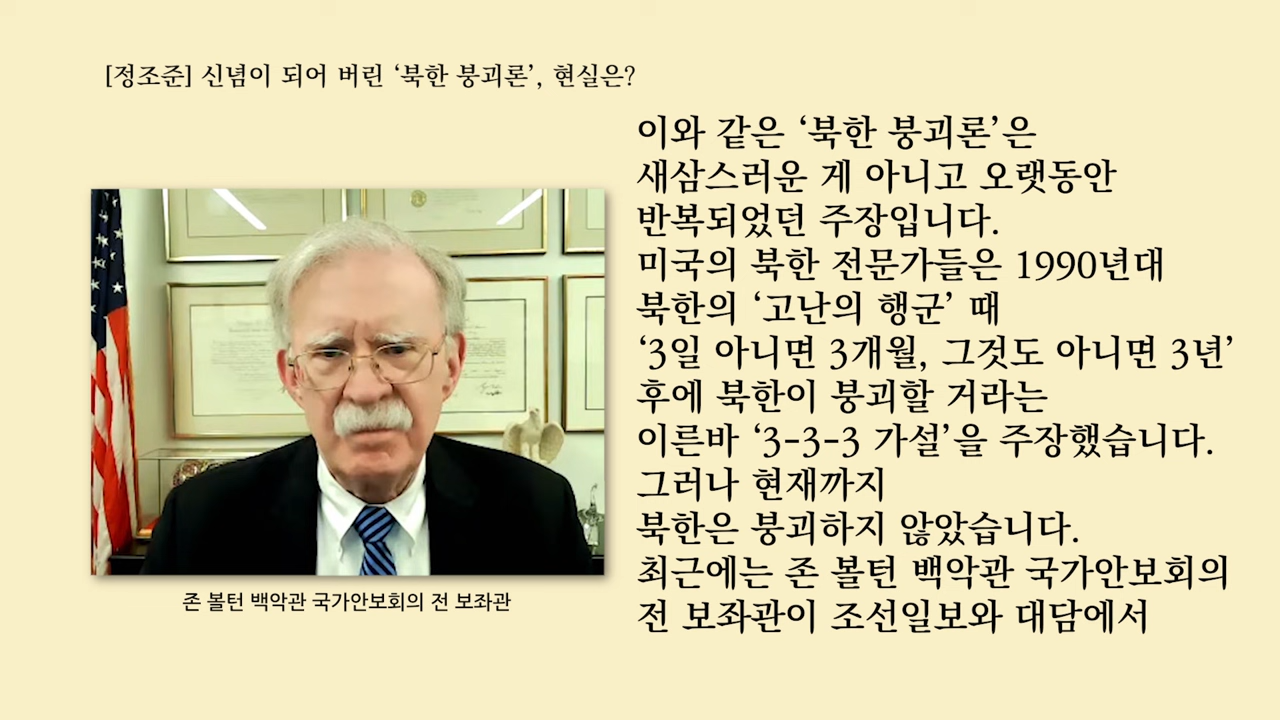 [정조준] 신념이 되어 버린 ‘북한 붕괴론’, 현실은?
이와 같은 ‘북한 붕괴론’은
새삼스러운 게 아니고 오랫동안
반복되었던 주장입니다.
미국의 북한 전문가들은 1990년대
북한의 ‘고난의 행군’ 때
‘3일 아니면 3개월, 그것도 아니면 3년’
후에 북한이 붕괴할 거라는
이른바 ‘3-3-3 가설’을 주장했습니다.
그러나 현재까지
북한은 붕괴하지 않았습니다.
최근에는 존 볼턴 백악관 국가안보회의
전 보좌관이 조선일보와 대담에서
존 볼턴 백악관 국가안보회의 전 보좌관